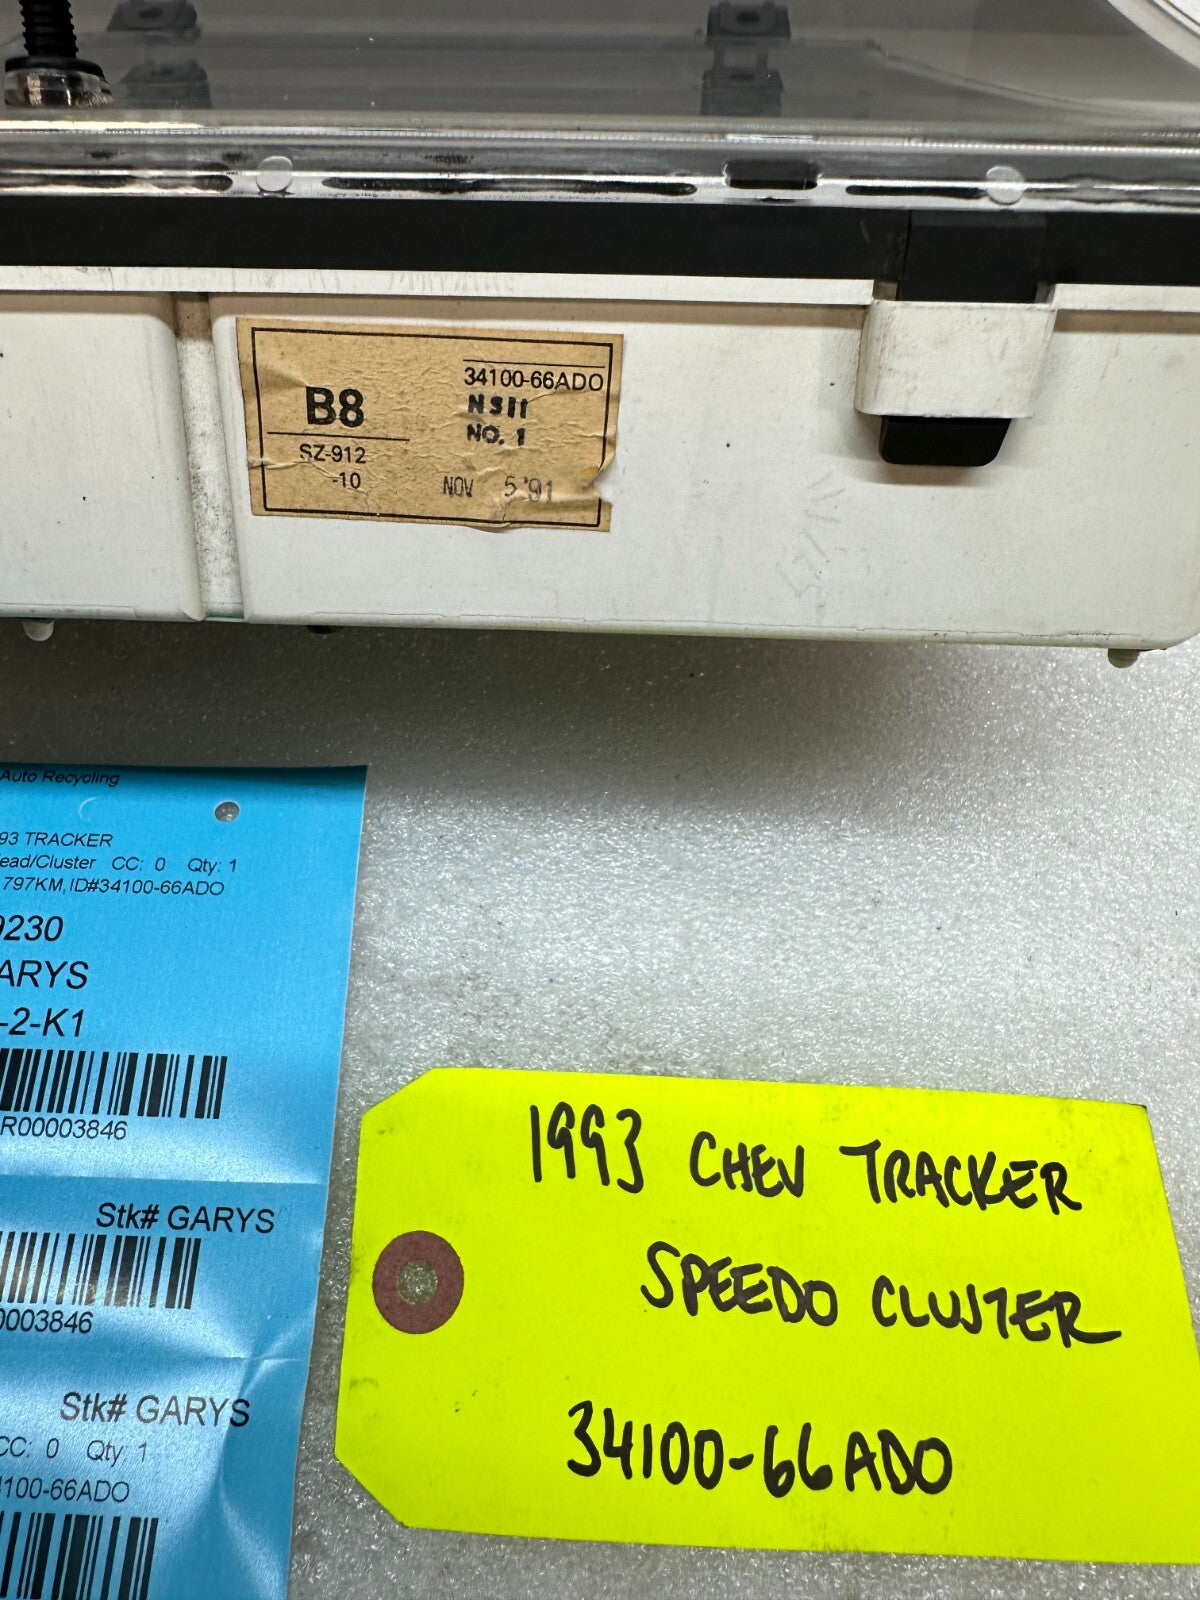 B8
34100-66ADO
NS11
NO. 1
SZ-912
-10
NOV 5 '91
Auto Recycling
93 TRACKER
ead/Cluster CC: 0 Qty: 1
797KM,ID#34100-66ADO
9230
ARYS
-2-K1
R00003846
Stk# GARYS
0003846
Stk# GARYS
CC: 0 Qty: 1
4100-66ADO
1993 CHEV TRACKER
SPEEDO CLUSTER
34100-66ADO